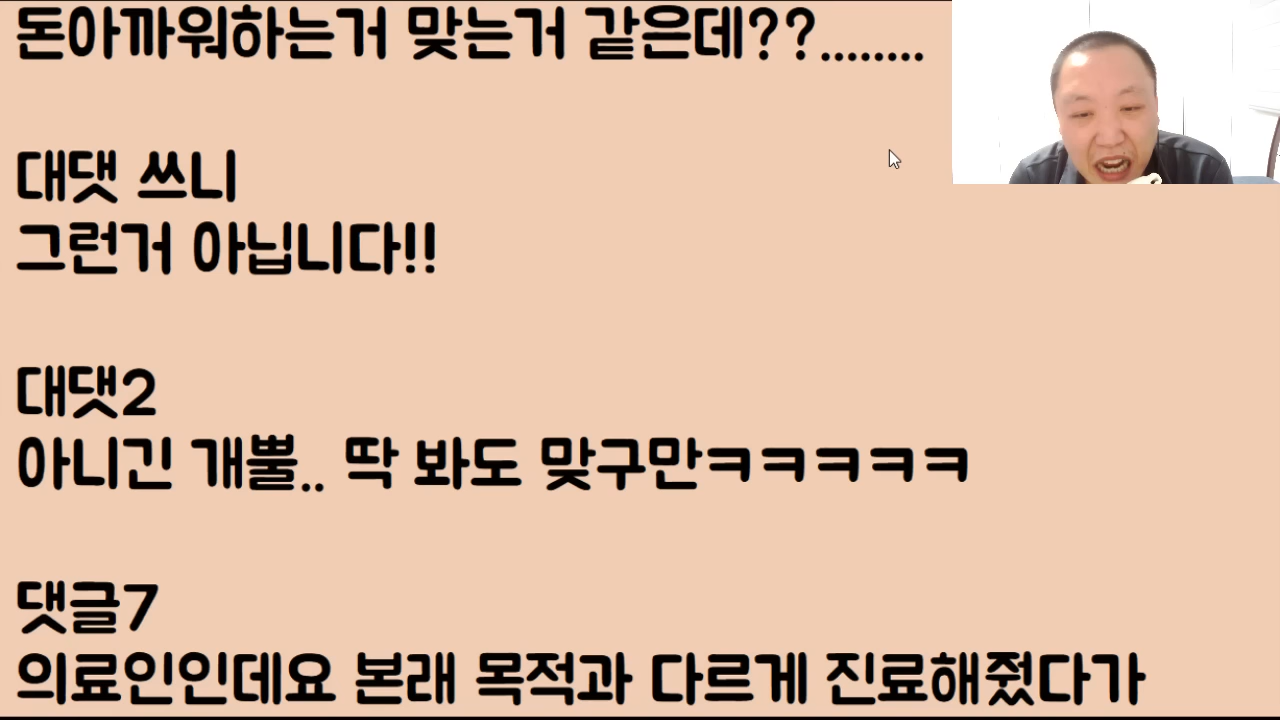 돈아까워하는거 맞는거 같은데??........
대댓 쓰니
그런거 아닙니다!!
대댓2
아니긴 개뿔.. 딱 봐도 맞구만ㅋㅋㅋㅋㅋ
댓글7
의료인인데요 본래 목적과 다르게 진료해줬다가